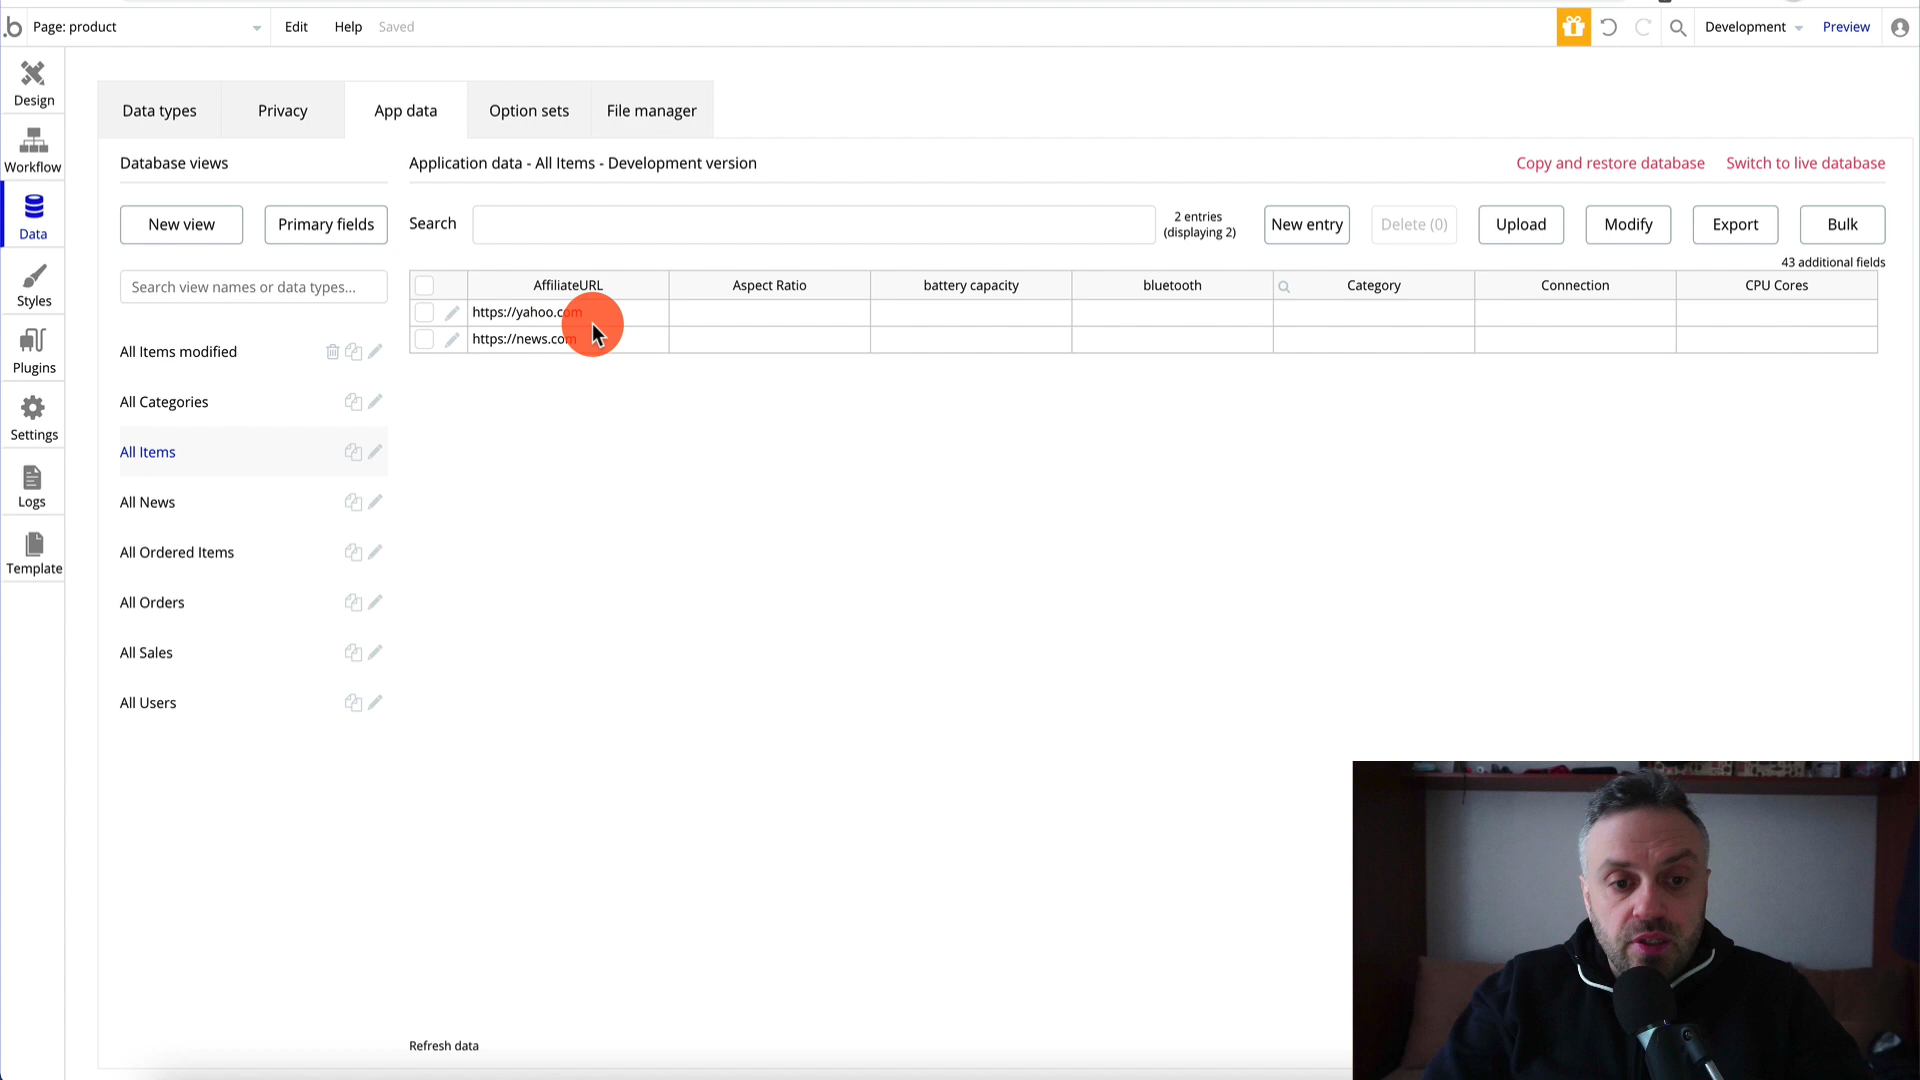 .b Page: product Edit Help Saved Development Preview
Design
Workflow
Data
Styles
Plugins
Settings
Logs
Template
Data types Privacy App data Option sets File manager
Database views
New view Primary fields
Search view names or data types...
All Items modified
All Categories
All Items
All News
All Ordered Items
All Orders
All Sales
All Users
Application data - All Items - Development version Copy and restore database Switch to live database
Search 2 entries (displaying 2) New entry Delete (0) Upload Modify Export Bulk
43 additional fields
AffiliateURL Aspect Ratio battery capacity bluetooth Category Connection CPU Cores
https://yahoo.com
https://news.com
Refresh data